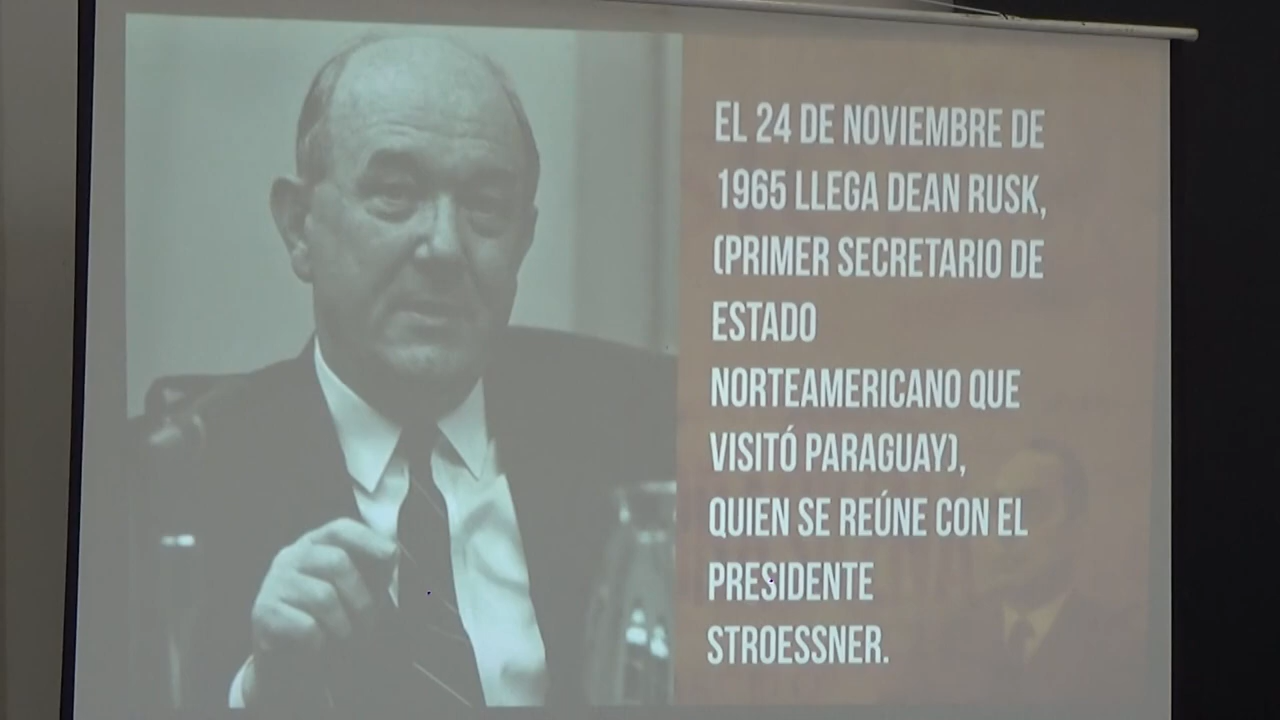 EL 24 DE NOVIEMBRE DE
1965 LLEGA DEAN RUSK,
(PRIMER SECRETARIO DE
ESTADO
NORTEAMERICANO QUE
VISITÓ PARAGUAY),
QUIEN SE REÚNE CON EL
PRESIDENTE
STROESSNER.